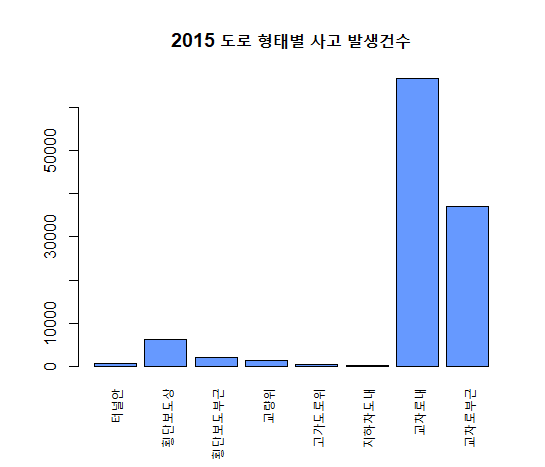 2015 도로 형태별 사고 발생건수
50000
30000
10000
0
터널안
횡단보도상
횡단보도부근
교량위
고가도로위
지하차도내
교차로내
교차로부근